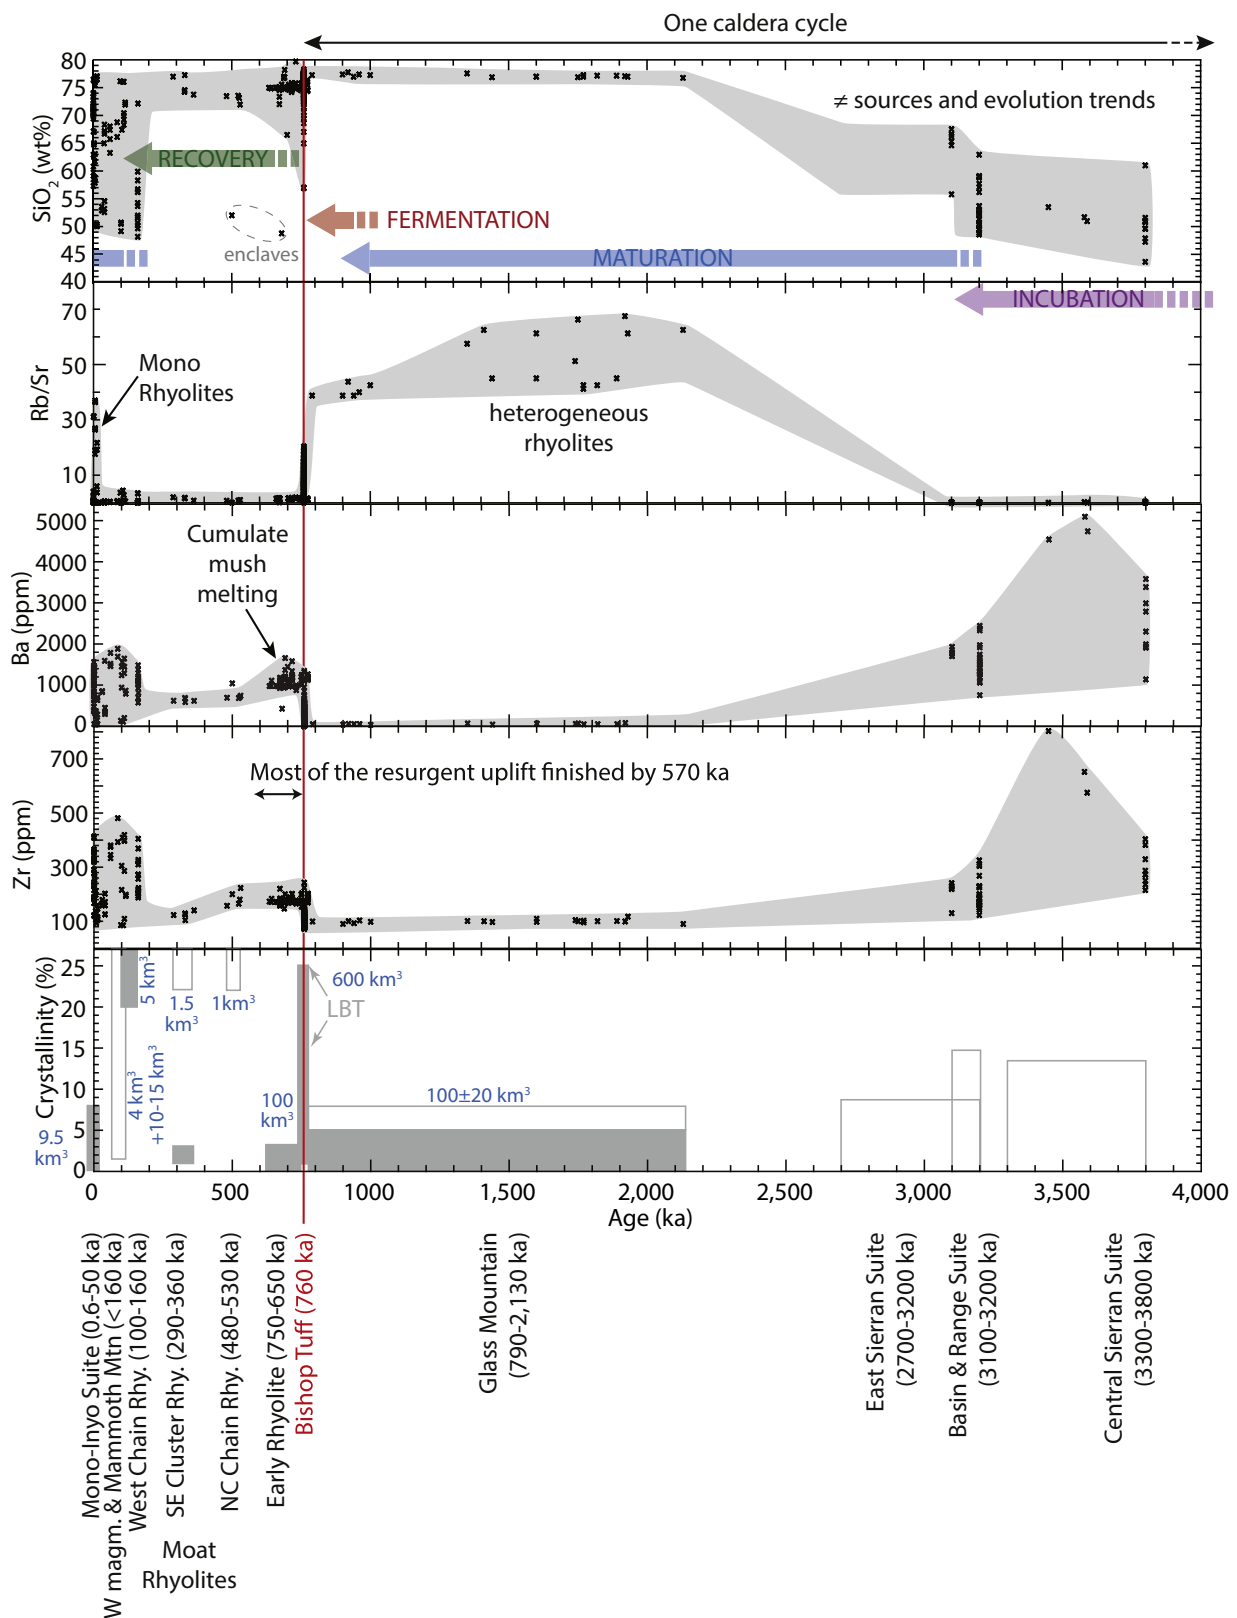 One caldera cycle
80
75
70
65
60
55
50
45
40
SiO2 (wt%)
≠ sources and evolution trends
RECOVERY
FERMENTATION
enclaves
MATURATION
INCUBATION
70
50
30
10
Rb/Sr
Mono
Rhyolites
heterogeneous
rhyolites
5000
4000
3000
2000
1000
0
Ba (ppm)
Cumulate
mush
melting
700
500
300
100
Zr (ppm)
Most of the resurgent uplift finished by 570 ka
25
20
15
10
5
0
Crystallinity (%)
9.5
km3
4 km3
+10-15 km3
5 km3
1.5
km3
1km3
100
km3
600 km3
LBT
100±20 km3
0
500
1000
1,500
2,000
2,500
3,000
3,500
4,000
Age (ka)
Mono-Inyo Suite (0.6-50 ka)
W magm. & Mammoth Mtn (<160 ka)
West Chain Rhy. (100-160 ka)
SE Cluster Rhy. (290-360 ka)
NC Chain Rhy. (480-530 ka)
Early Rhyolite (750-650 ka)
Bishop Tuff (760 ka)
Glass Mountain
(790-2,130 ka)
East Sierran Suite
(2700-3200 ka)
Basin & Range Suite
(3100-3200 ka)
Central Sierran Suite
(3300-3800 ka)
Moat
Rhyolites